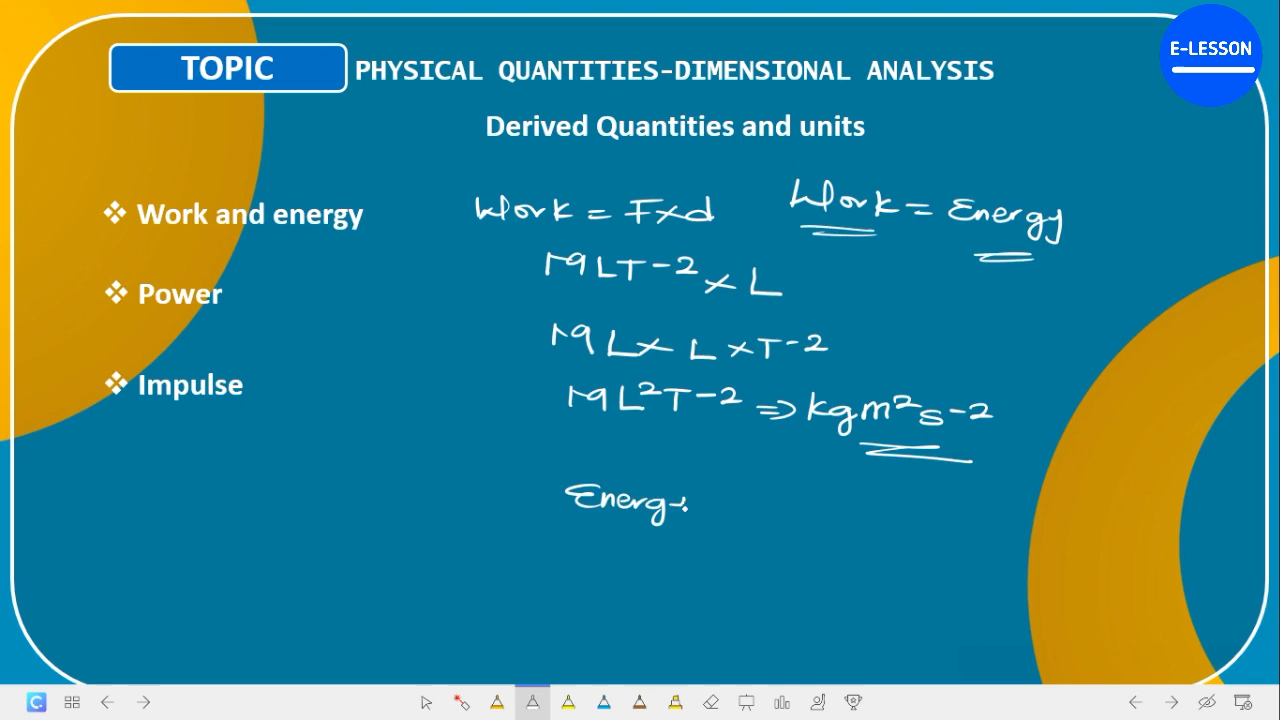 E-LESSON
TOPIC
PHYSICAL QUANTITIES-DIMENSIONAL ANALYSIS
Derived Quantities and units
❖ Work and energy
Work = F×d
Work = Energy
MLT-2 × L
❖ Power
ML × L × T-2
❖ Impulse
ML²T-2 => kgm²s-2
Energ